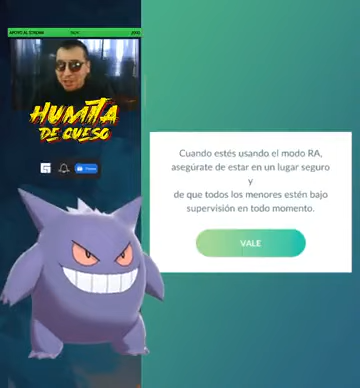 HUMITA
DE QUESO
Cuando estés usando el modo RA,
asegúrate de estar en un lugar seguro
y
de que todos los menores estén bajo
supervisión en todo momento.
VALE